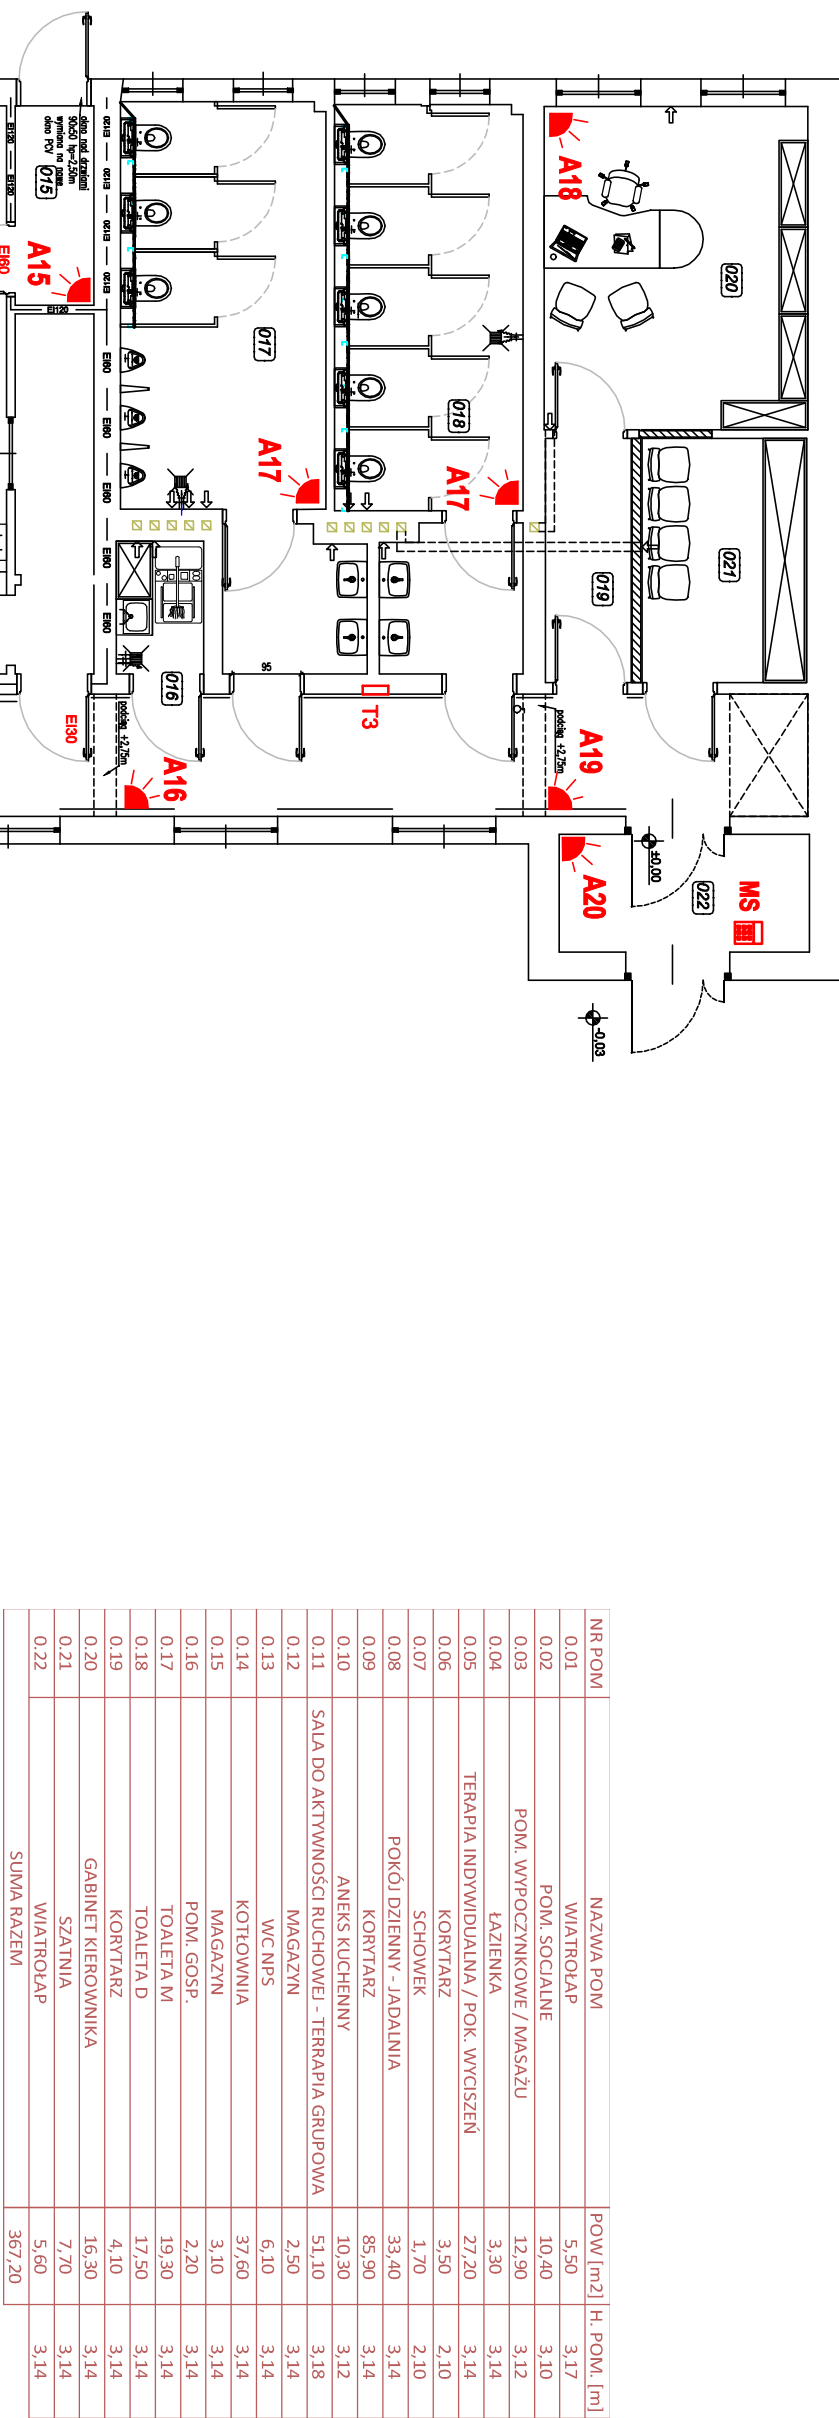 okno nad drzwiami
90x50 hp=2,50m
wymiana na nowe
okno PCV
015
A15
EI60
EI120
EI120
EI120
EI120
EI120
EI120
EI120
EI60
EI60
EI60
EI60
EI60
EI30
017
A17
018
A17
A18
020
021
019
016
95
T3
podciąg +2,75m
A16
podciąg +2,75m
A19
A20
±0,00
022
MS
-0,03
NR POM NAZWA POM POW [m2] H. POM. [m]
0.01 WIATROŁAP 5,50 3,17
0.02 POM. SOCJALNE 10,40 3,10
0.03 POM. WYPOCZYNKOWE / MASAŻU 12,90 3,12
0.04 ŁAZIENKA 3,30 3,14
0.05 TERAPIA INDYWIDUALNA / POK. WYCISZEŃ 27,20 3,14
0.06 KORYTARZ 3,50 2,10
0.07 SCHOWEK 1,70 2,10
0.08 POKÓJ DZIENNY - JADALNIA 33,40 3,14
0.09 KORYTARZ 85,90 3,14
0.10 ANEKS KUCHENNY 10,30 3,12
0.11 SALA DO AKTYWNOŚCI RUCHOWEJ - TERRAPIA GRUPOWA 51,10 3,18
0.12 MAGAZYN 2,50 3,14
0.13 WC NPS 6,10 3,14
0.14 KOTŁOWNIA 37,60 3,14
0.15 MAGAZYN 3,10 3,14
0.16 POM. GOSP. 2,20 3,14
0.17 TOALETA M 19,30 3,14
0.18 TOALETA D 17,50 3,14
0.19 KORYTARZ 4,10 3,14
0.20 GABINET KIEROWNIKA 16,30 3,14
0.21 SZATNIA 7,70 3,14
0.22 WIATROŁAP 5,60 3,14
SUMA RAZEM 367,20